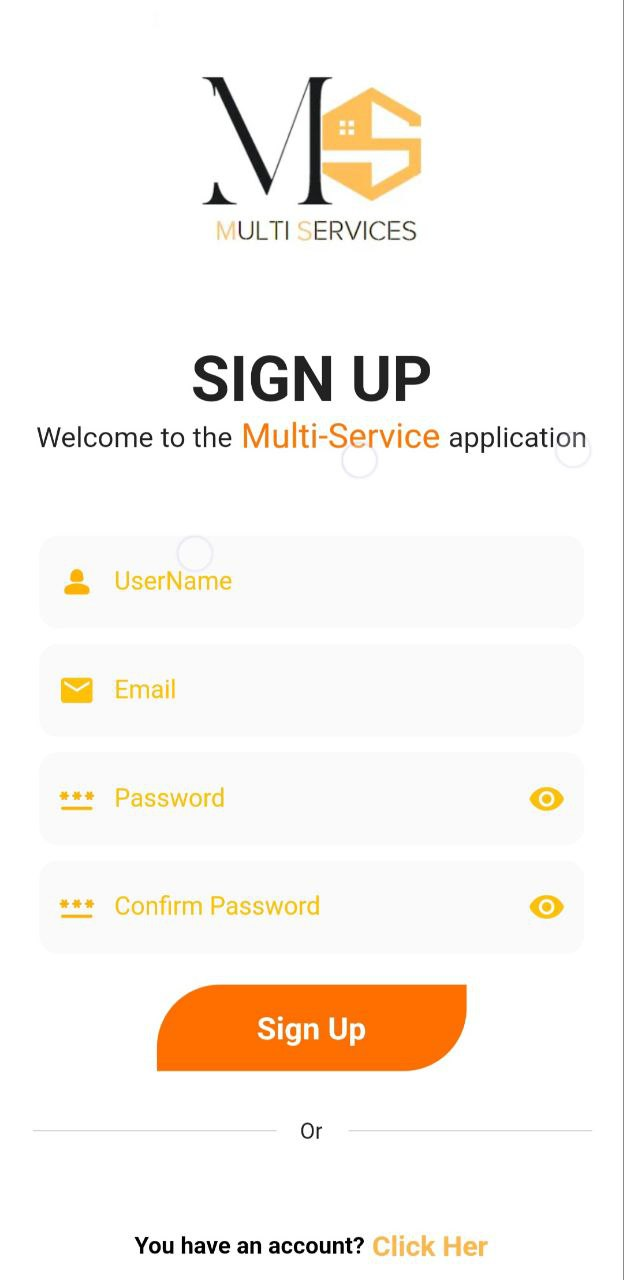 MS
MULTI SERVICES
SIGN UP
Welcome to the Multi-Service application
UserName
Email
*** Password
*** Confirm Password
Sign Up
Or
You have an account? Click Her